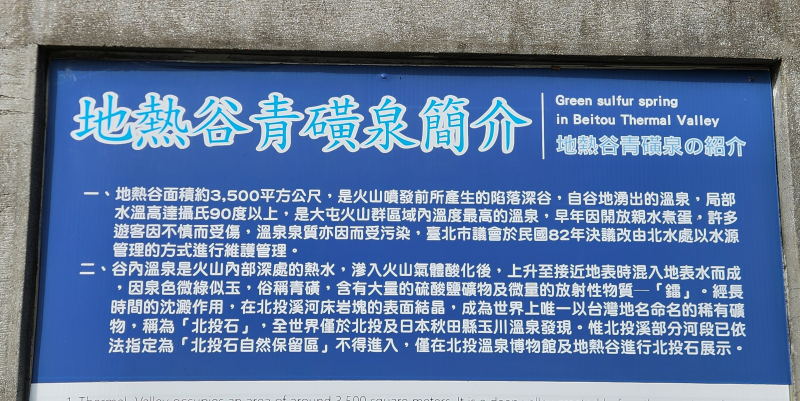 地熱谷青磺泉簡介
Green sulfur spring
in Beitou Thermal Valley
地熱谷青磺泉の紹介
一、地熱谷面積約3,500平方公尺，是火山噴發前所產生的陷落深谷，自谷地湧出的溫泉，局部
水溫高達攝氏90度以上，是大屯火山群區域內溫度最高的溫泉，早年因開放親水煮蛋，許多
遊客因不慎而受傷，溫泉泉質亦因而受污染，臺北市議會於民國82年決議改由北水處以水源
管理的方式進行維護管理。
二、谷內溫泉是火山內部深處的熱水，滲入火山氣體酸化後，上升至接近地表時混入地表水而成
，因泉色微綠似玉，俗稱青磺，含有大量的硫酸鹽礦物及微量的放射性物質─「鐳」。經長
時間的沈澱作用，在北投溪河床岩塊的表面結晶，成為世界上唯一以台灣地名命名的稀有礦
物，稱為「北投石」，全世界僅於北投及日本秋田縣玉川溫泉發現。惟北投溪部分河段已依
法指定為「北投石自然保留區」不得進入，僅在北投溫泉博物館及地熱谷進行北投石展示。
1. Thermal Valley occupies an area of around 3,500 square meters. It is a deep